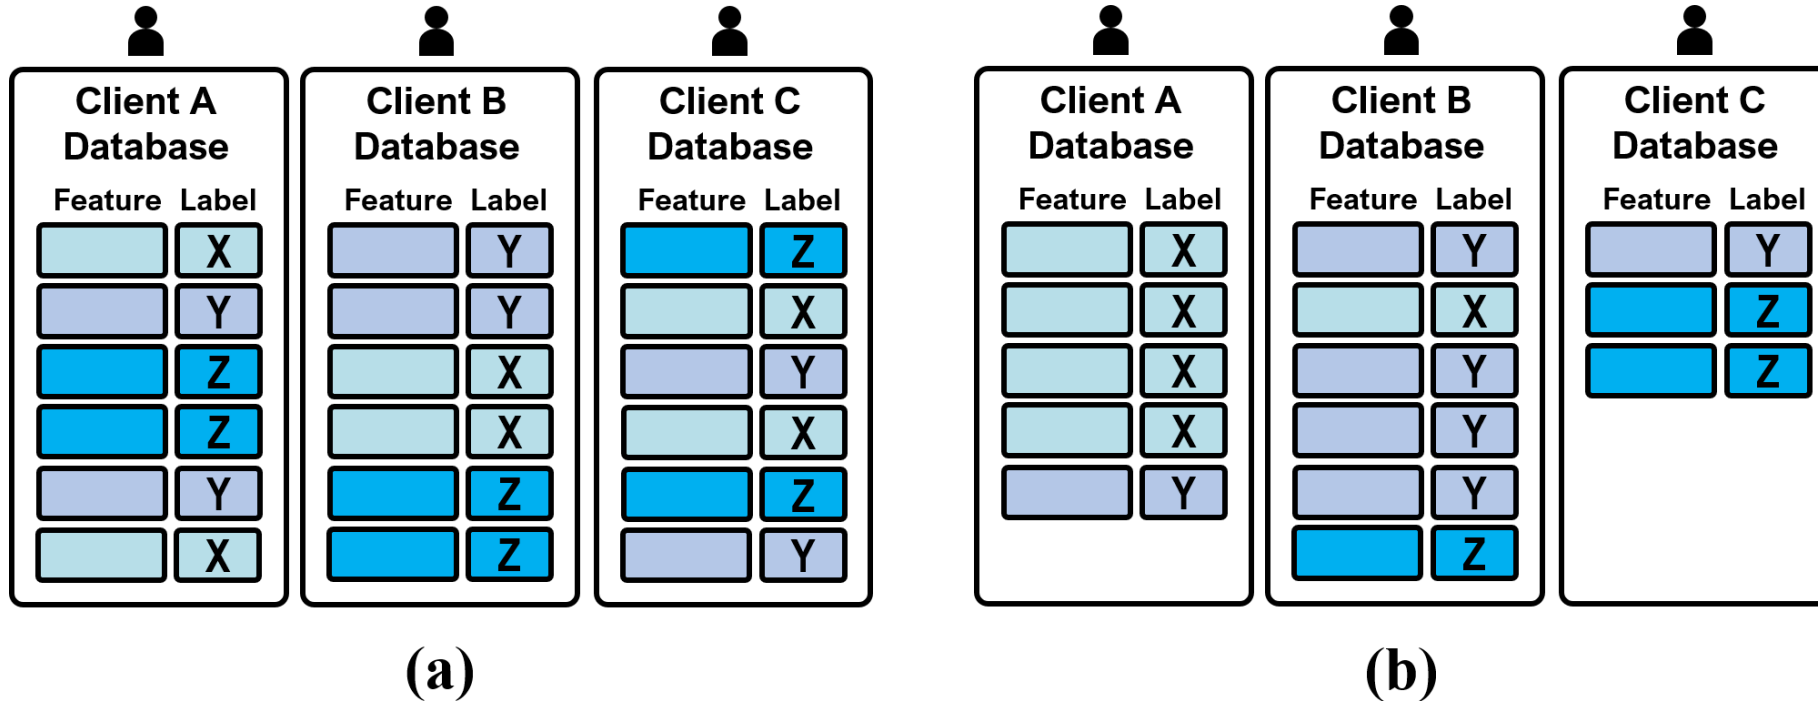 Client A Database
Feature Label
X
Y
Z
Z
Y
X
Client B Database
Feature Label
Y
Y
X
X
Z
Z
Client C Database
Feature Label
Z
X
Y
X
Z
Y
(a)
Client A Database
Feature Label
X
X
X
X
Y
Client B Database
Feature Label
Y
X
Y
Y
Y
Z
Client C Database
Feature Label
Y
Z
Z
(b)